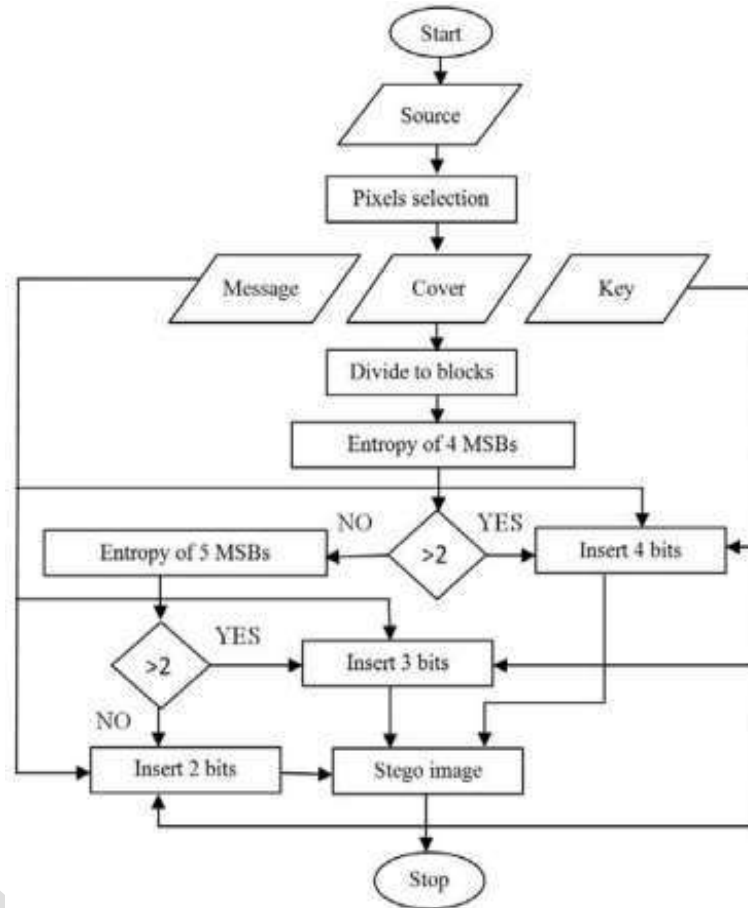 Start
Source
Pixels selection
Message
Cover
Key
Divide to blocks
Entropy of 4 MSBs
NO
YES
Entropy of 5 MSBs
>2
Insert 4 bits
YES
>2
Insert 3 bits
NO
Insert 2 bits
Stego image
Stop